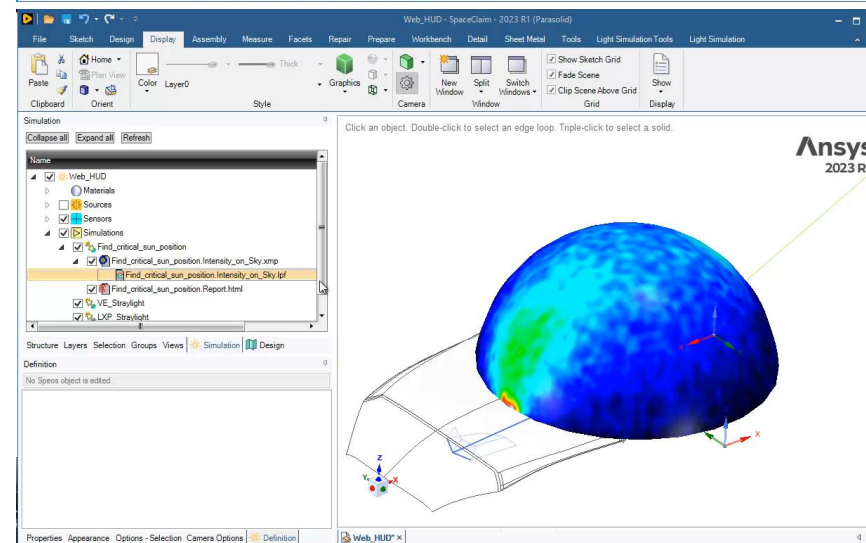 Web_HUD - SpaceClaim - 2023 R1 (Parasolid)
File Sketch Design Display Assembly Measure Facets Repair Prepare Workbench Detail Sheet Metal Tools Light Simulation Tools Light Simulation
Paste
Home
Plan View
Color
Layer0
Thick
Graphics
New Window
Split
Switch Windows
Show Sketch Grid
Fade Scene
Clip Scene Above Grid
Show
Clipboard Orient Style Camera Window Grid Display
Simulation
Collapse all Expand all Refresh
Name
Web_HUD
Materials
Sources
Sensors
Simulations
Find_critical_sun_position
Find_critical_sun_position.Intensity_on_Sky.xmp
Find_critical_sun_position.Intensity_on_Sky.lpf
Find_critical_sun_position.Report.html
VE_Straylight
LXP_Straylight
Structure Layers Selection Groups Views Simulation Design
Definition
No Speos object is edited
Properties Appearance Options - Selection Camera Options Definition
Click an object. Double-click to select an edge loop. Triple-click to select a solid.
Ansys
2023 R
X
X
Z
Y
X
Web_HUD*